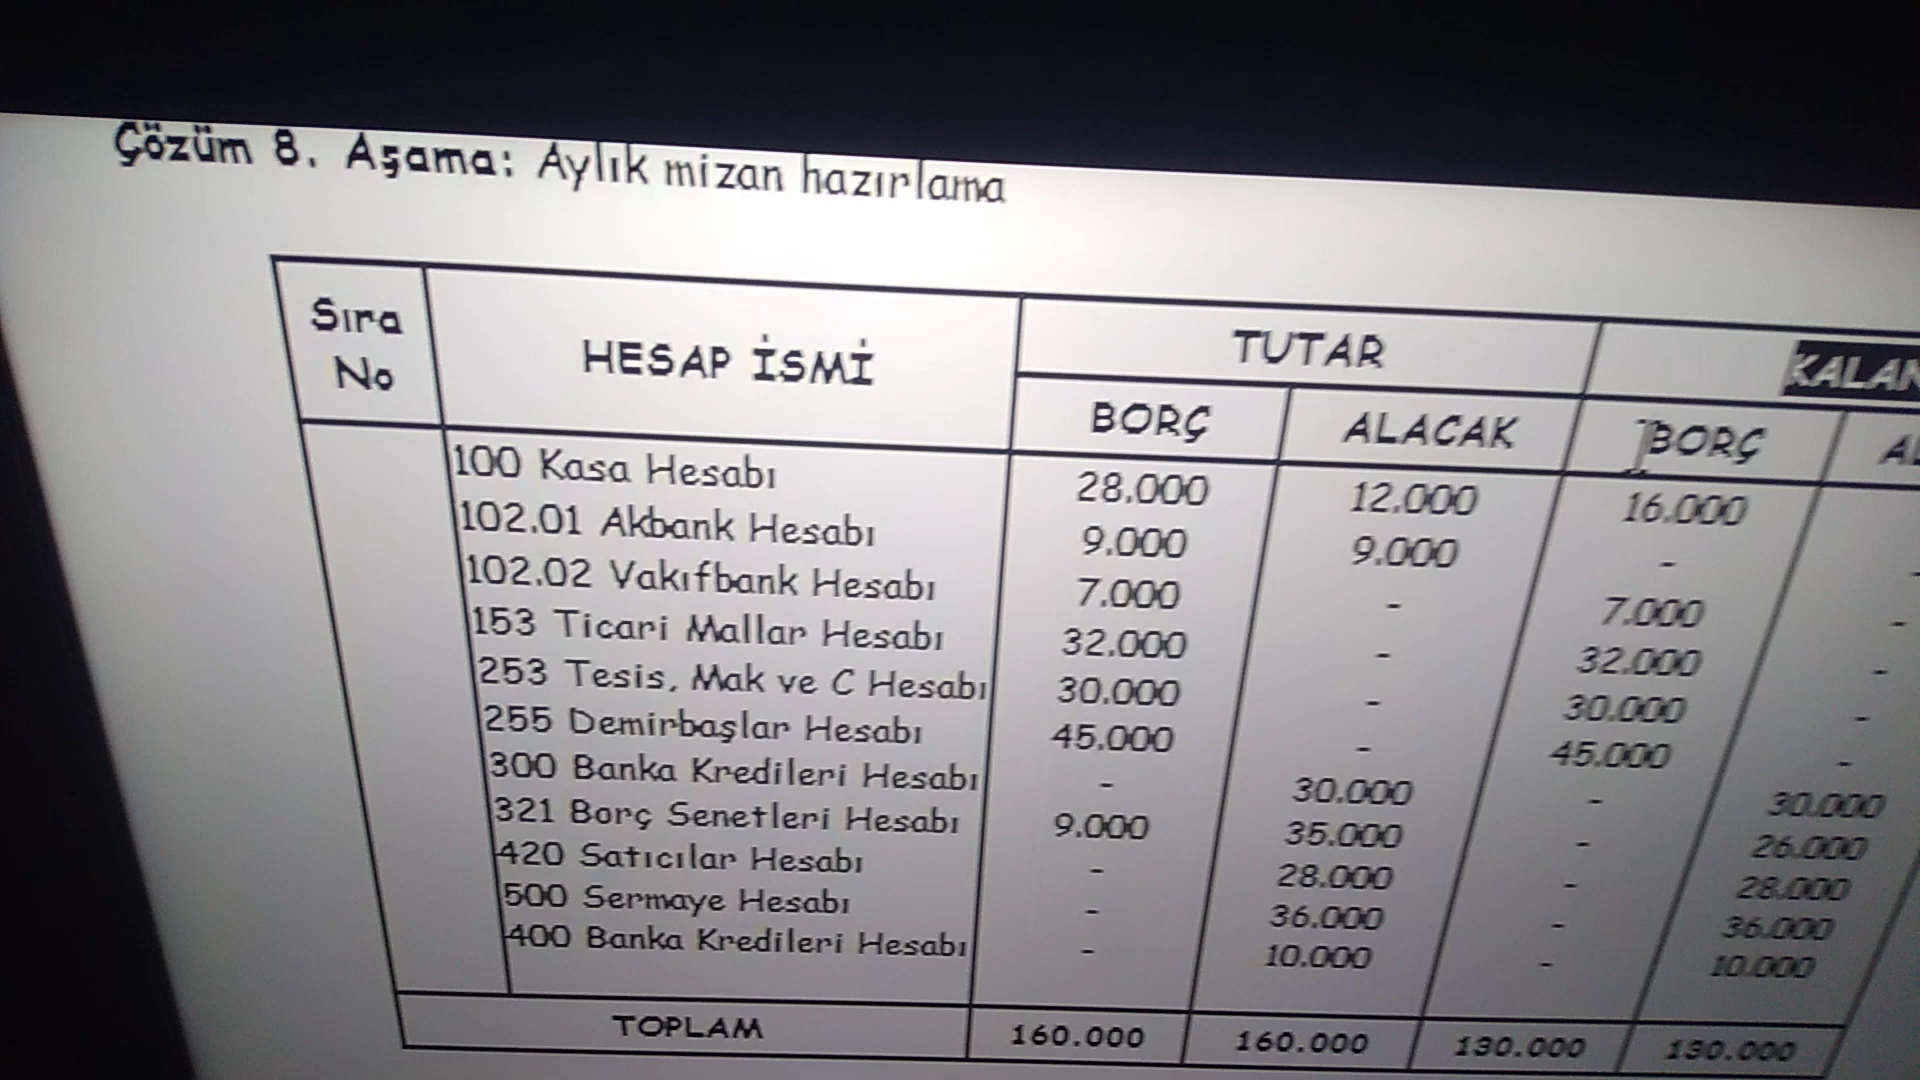 Çözüm 8. Aşama: Aylık mizan hazırlama
Sıra No HESAP İSMİ TUTAR KALAN
BORÇ ALACAK BORÇ
100 Kasa Hesabı 28.000 12.000 16.000
102.01 Akbank Hesabı 9.000 9.000 - -
102.02 Vakıfbank Hesabı 7.000 - 7.000 -
153 Ticari Mallar Hesabı 32.000 - 32.000 -
253 Tesis, Mak ve C Hesabı 30.000 - 30.000 -
255 Demirbaşlar Hesabı 45.000 - 45.000 -
300 Banka Kredileri Hesabı - 30.000 - 30.000
321 Borç Senetleri Hesabı 9.000 35.000 - 26.000
420 Satıcılar Hesabı - 28.000 - 28.000
500 Sermaye Hesabı - 36.000 - 36.000
400 Banka Kredileri Hesabı - 10.000 - 10.000
TOPLAM 160.000 160.000 130.000 130.000